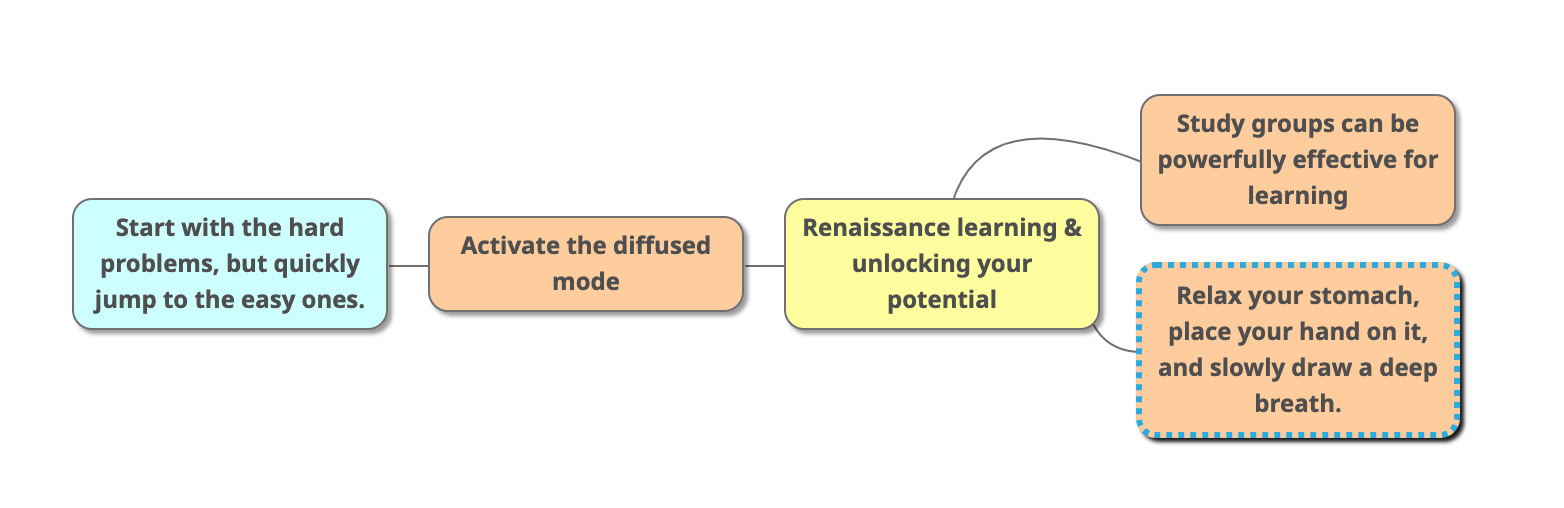 Start with the hard
problems, but quickly
jump to the easy ones.
Activate the diffused
mode
Renaissance learning &
unlocking your
potential
Study groups can be
powerfully effective for
learning
Relax your stomach,
place your hand on it,
and slowly draw a deep
breath.